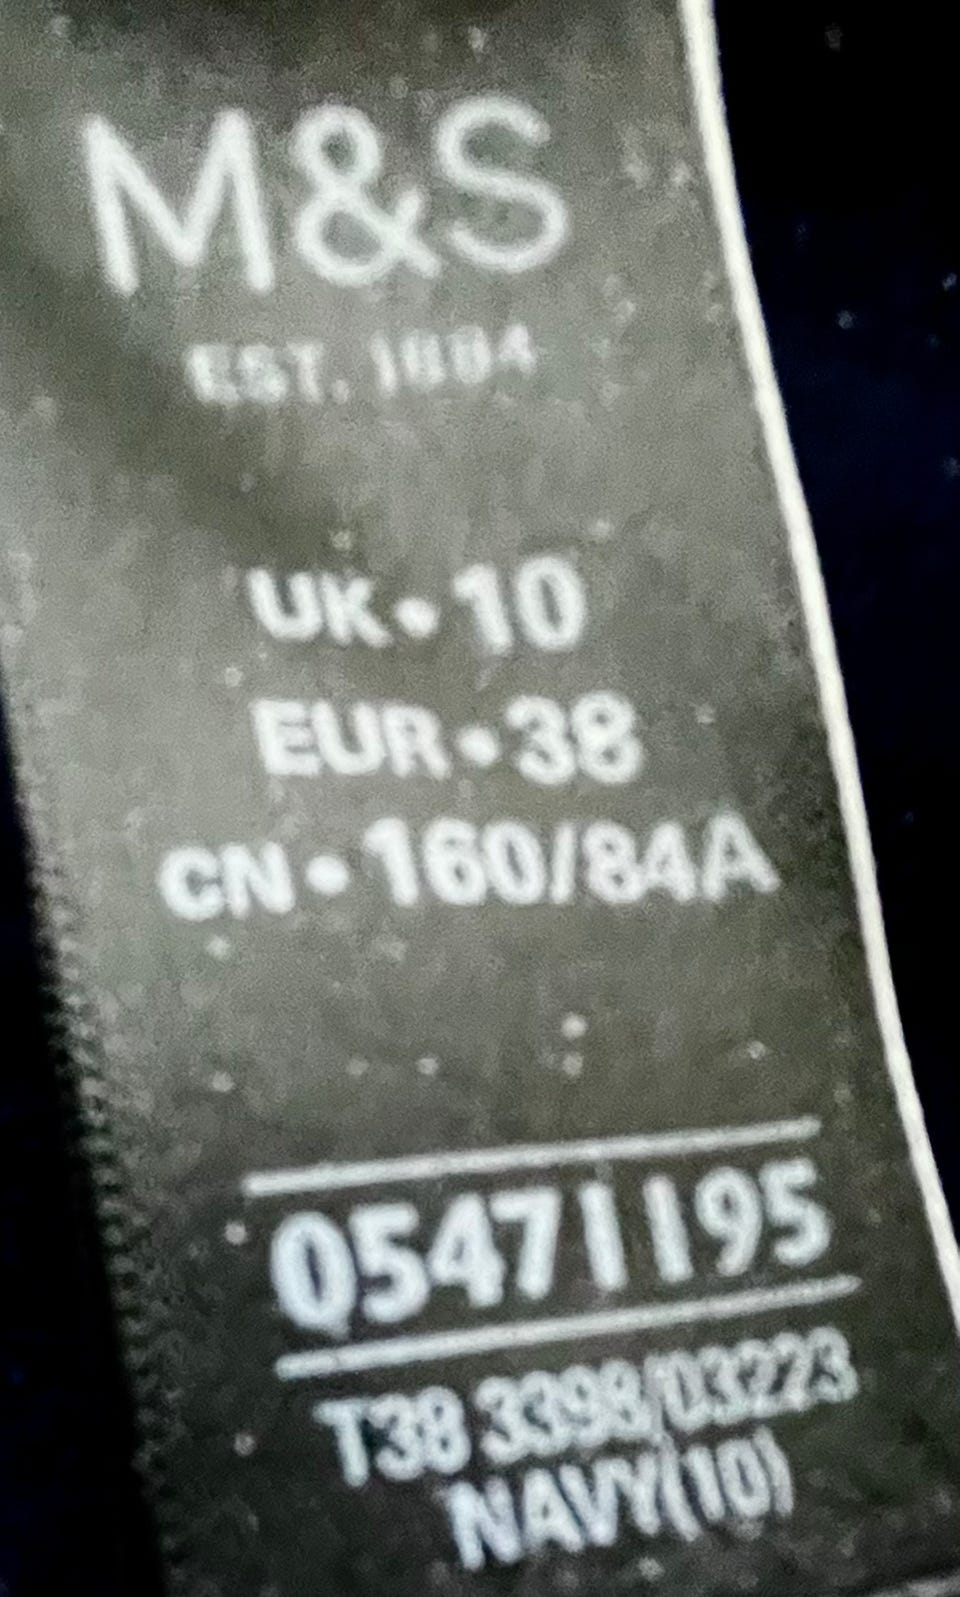 M&S
EST. 1884
UK • 10
EUR • 38
CN • 160/84A
05471195
T38 3398/03223
NAVY(10)